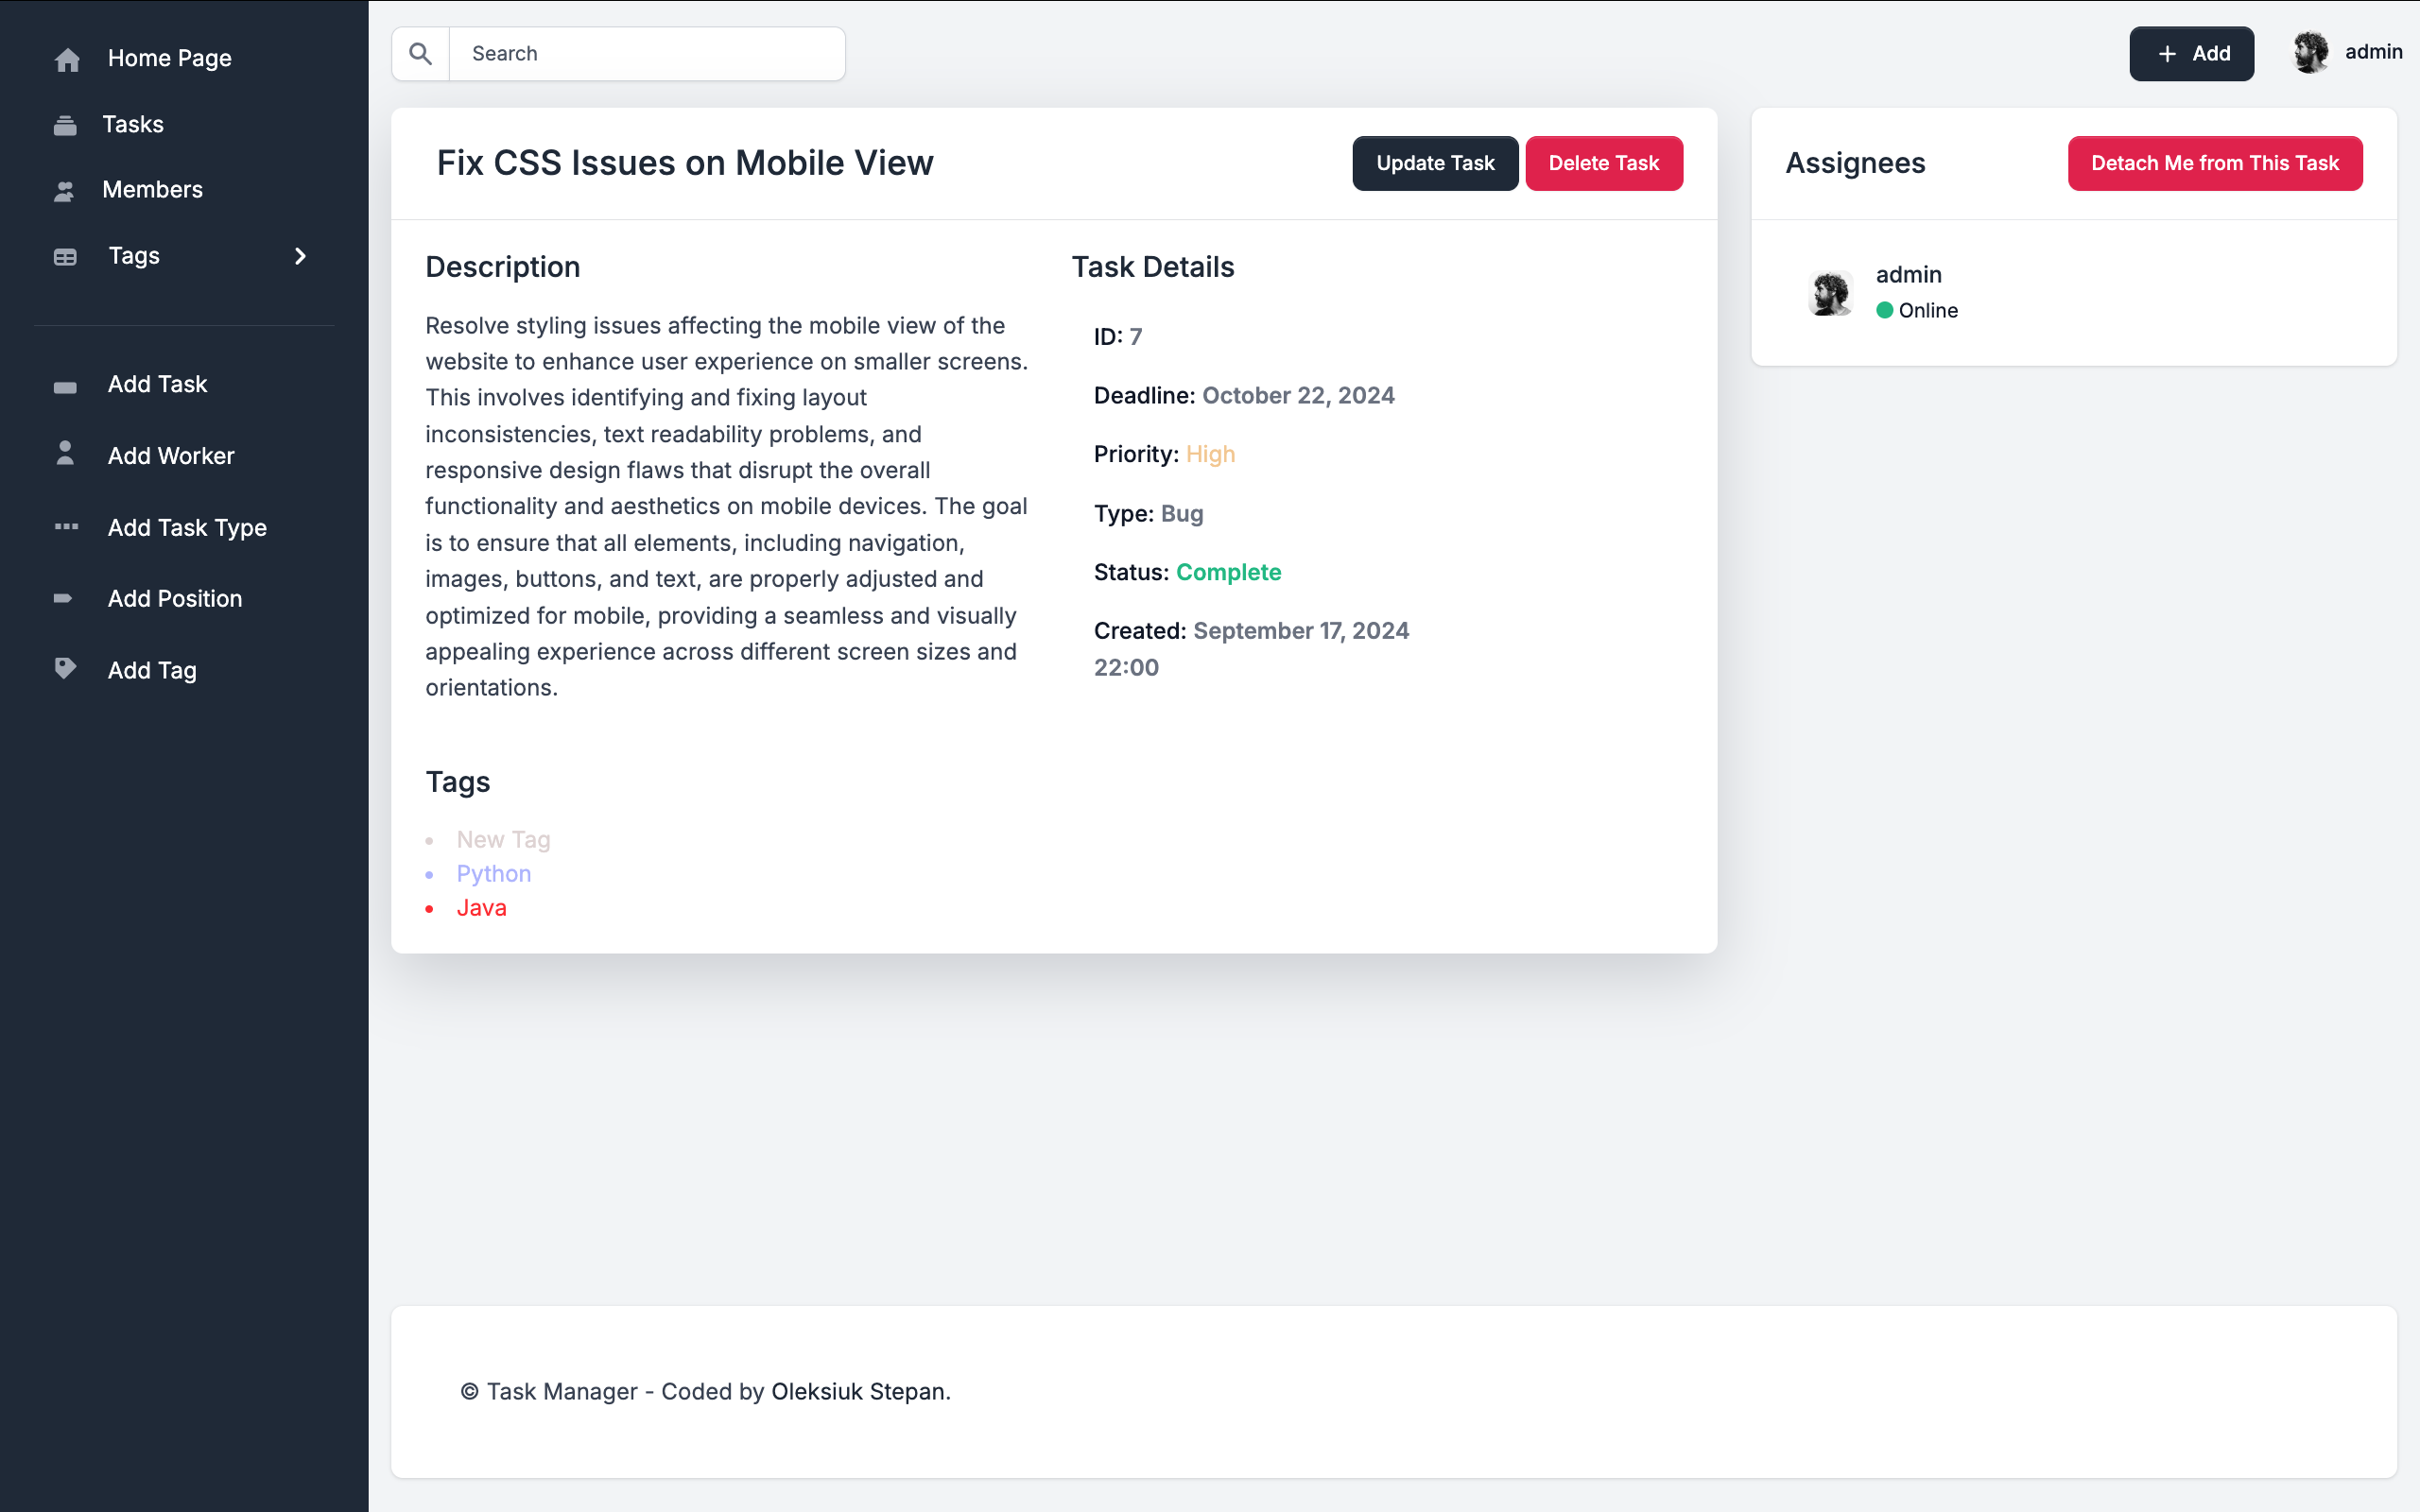 Home Page
Tasks
Members
Tags
Add Task
Add Worker
Add Task Type
Add Position
Add Tag
Search
+ Add
admin
Fix CSS Issues on Mobile View
Update Task
Delete Task
Description
Resolve styling issues affecting the mobile view of the
website to enhance user experience on smaller screens.
This involves identifying and fixing layout
inconsistencies, text readability problems, and
responsive design flaws that disrupt the overall
functionality and aesthetics on mobile devices. The goal
is to ensure that all elements, including navigation,
images, buttons, and text, are properly adjusted and
optimized for mobile, providing a seamless and visually
appealing experience across different screen sizes and
orientations.
Task Details
ID: 7
Deadline: October 22, 2024
Priority: High
Type: Bug
Status: Complete
Created: September 17, 2024
22:00
Tags
• New Tag
• Python
• Java
Assignees
Detach Me from This Task
admin
Online
© Task Manager - Coded by Oleksiuk Stepan.